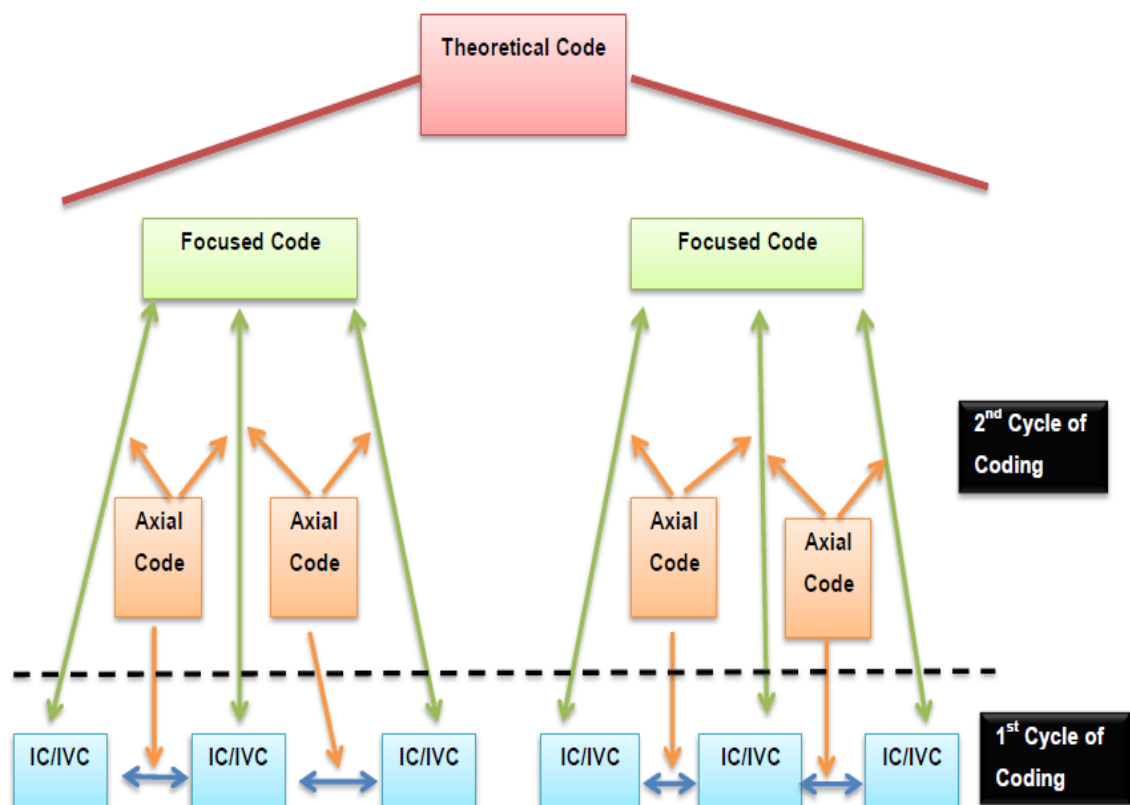 Theoretical Code
Focused Code
Focused Code
2nd Cycle of
Coding
Axial
Code
Axial
Code
Axial
Code
Axial
Code
IC/IVC
IC/IVC
IC/IVC
IC/IVC
IC/IVC
IC/IVC
1st Cycle of
Coding